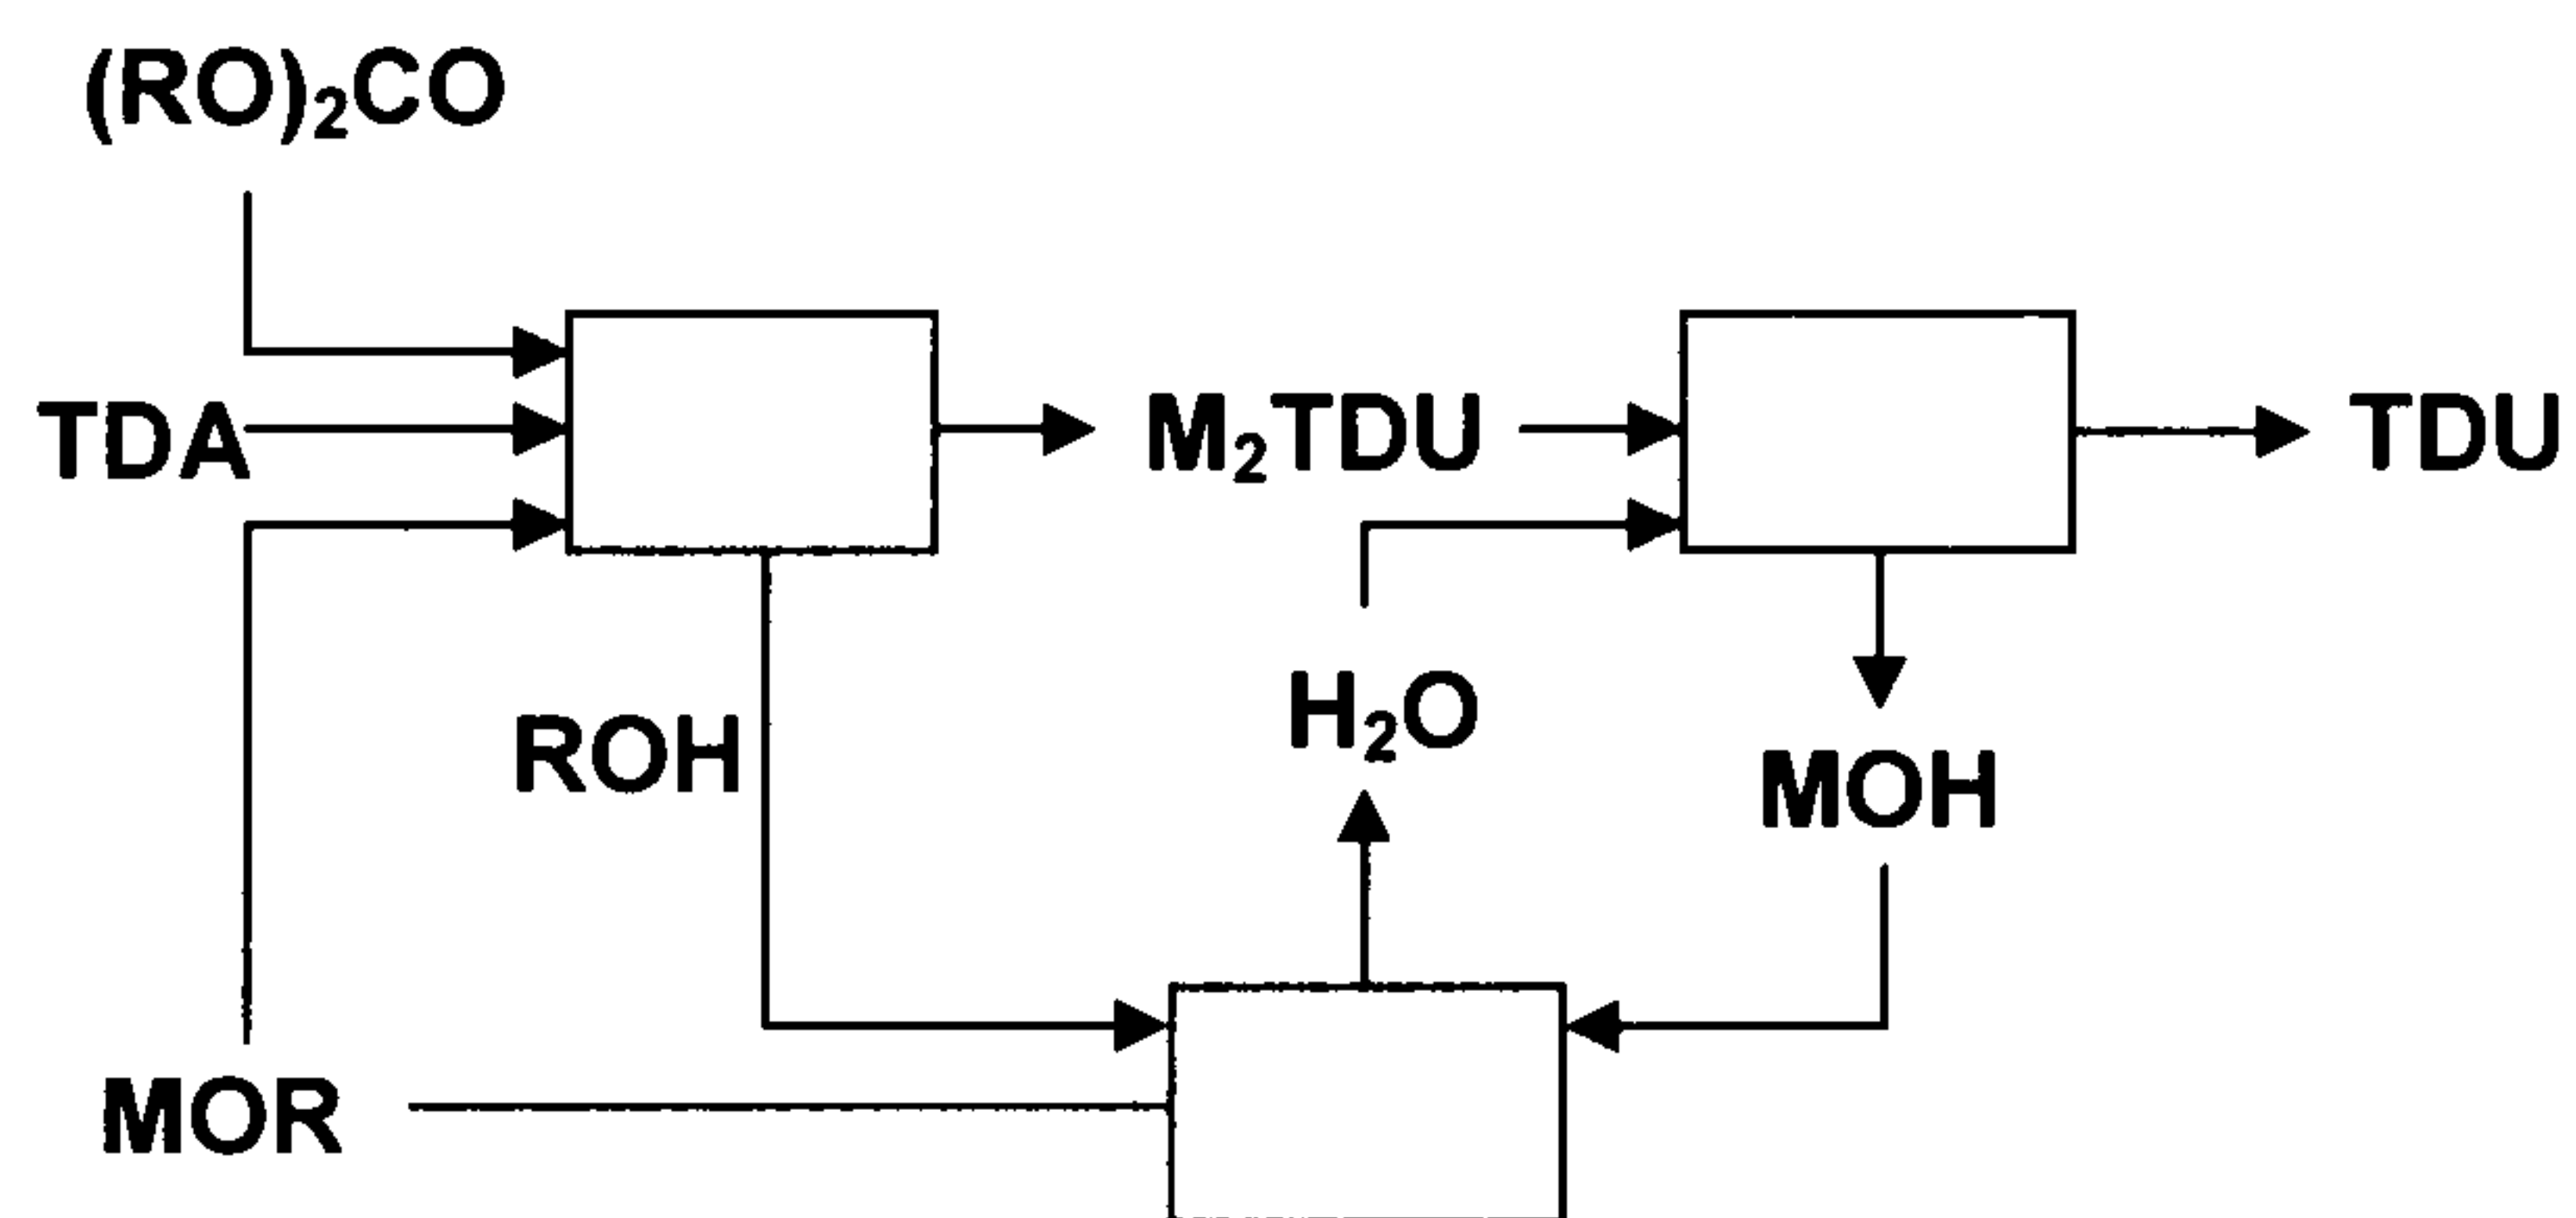 (RO)₂CO
TDA
M₂TDU
TDU
ROH
H₂O
MOH
MOR